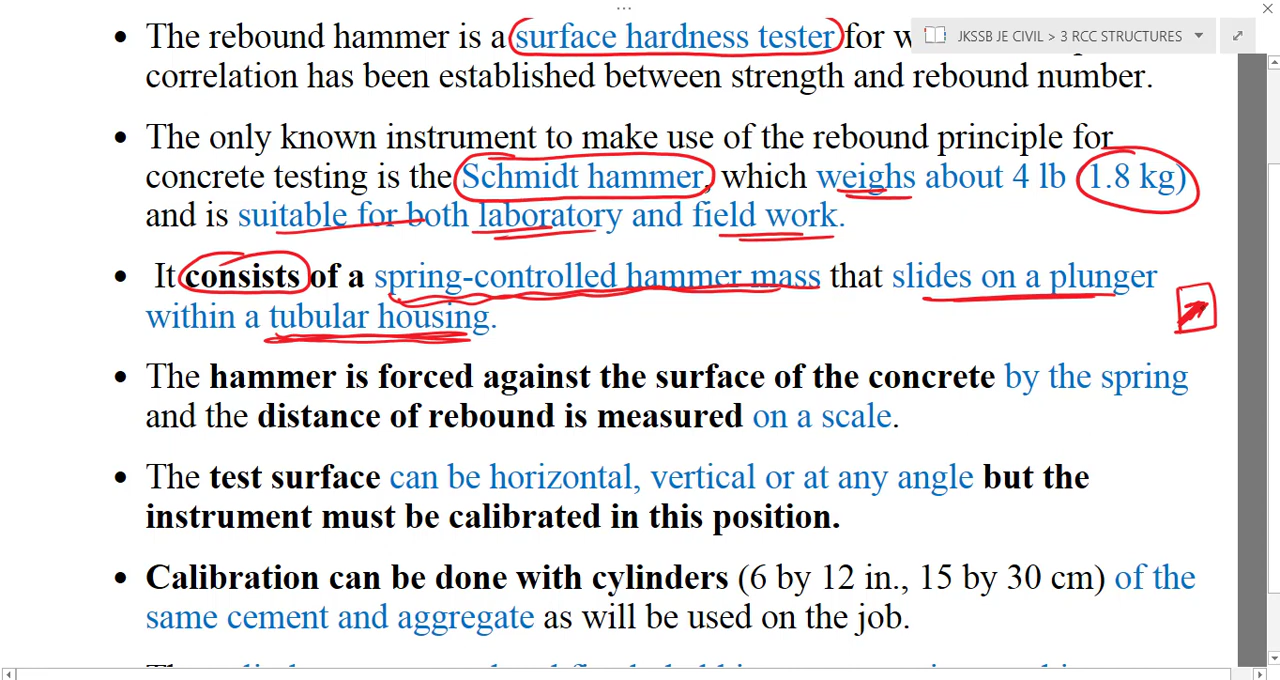 JKSSB JE CIVIL > 3 RCC STRUCTURES
• The rebound hammer is a surface hardness tester for
correlation has been established between strength and rebound number.
• The only known instrument to make use of the rebound principle for
concrete testing is the Schmidt hammer, which weighs about 4 lb (1.8 kg)
and is suitable for both laboratory and field work.
• It consists of a spring-controlled hammer mass that slides on a plunger
within a tubular housing.
• The hammer is forced against the surface of the concrete by the spring
and the distance of rebound is measured on a scale.
• The test surface can be horizontal, vertical or at any angle but the
instrument must be calibrated in this position.
• Calibration can be done with cylinders (6 by 12 in., 15 by 30 cm) of the
same cement and aggregate as will be used on the job.